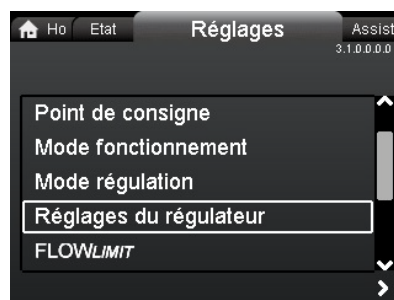 Ho Etat Réglages Assist
3.1.0.0.0.0
Point de consigne
Mode fonctionnement
Mode régulation
Réglages du régulateur
FLOWLIMIT